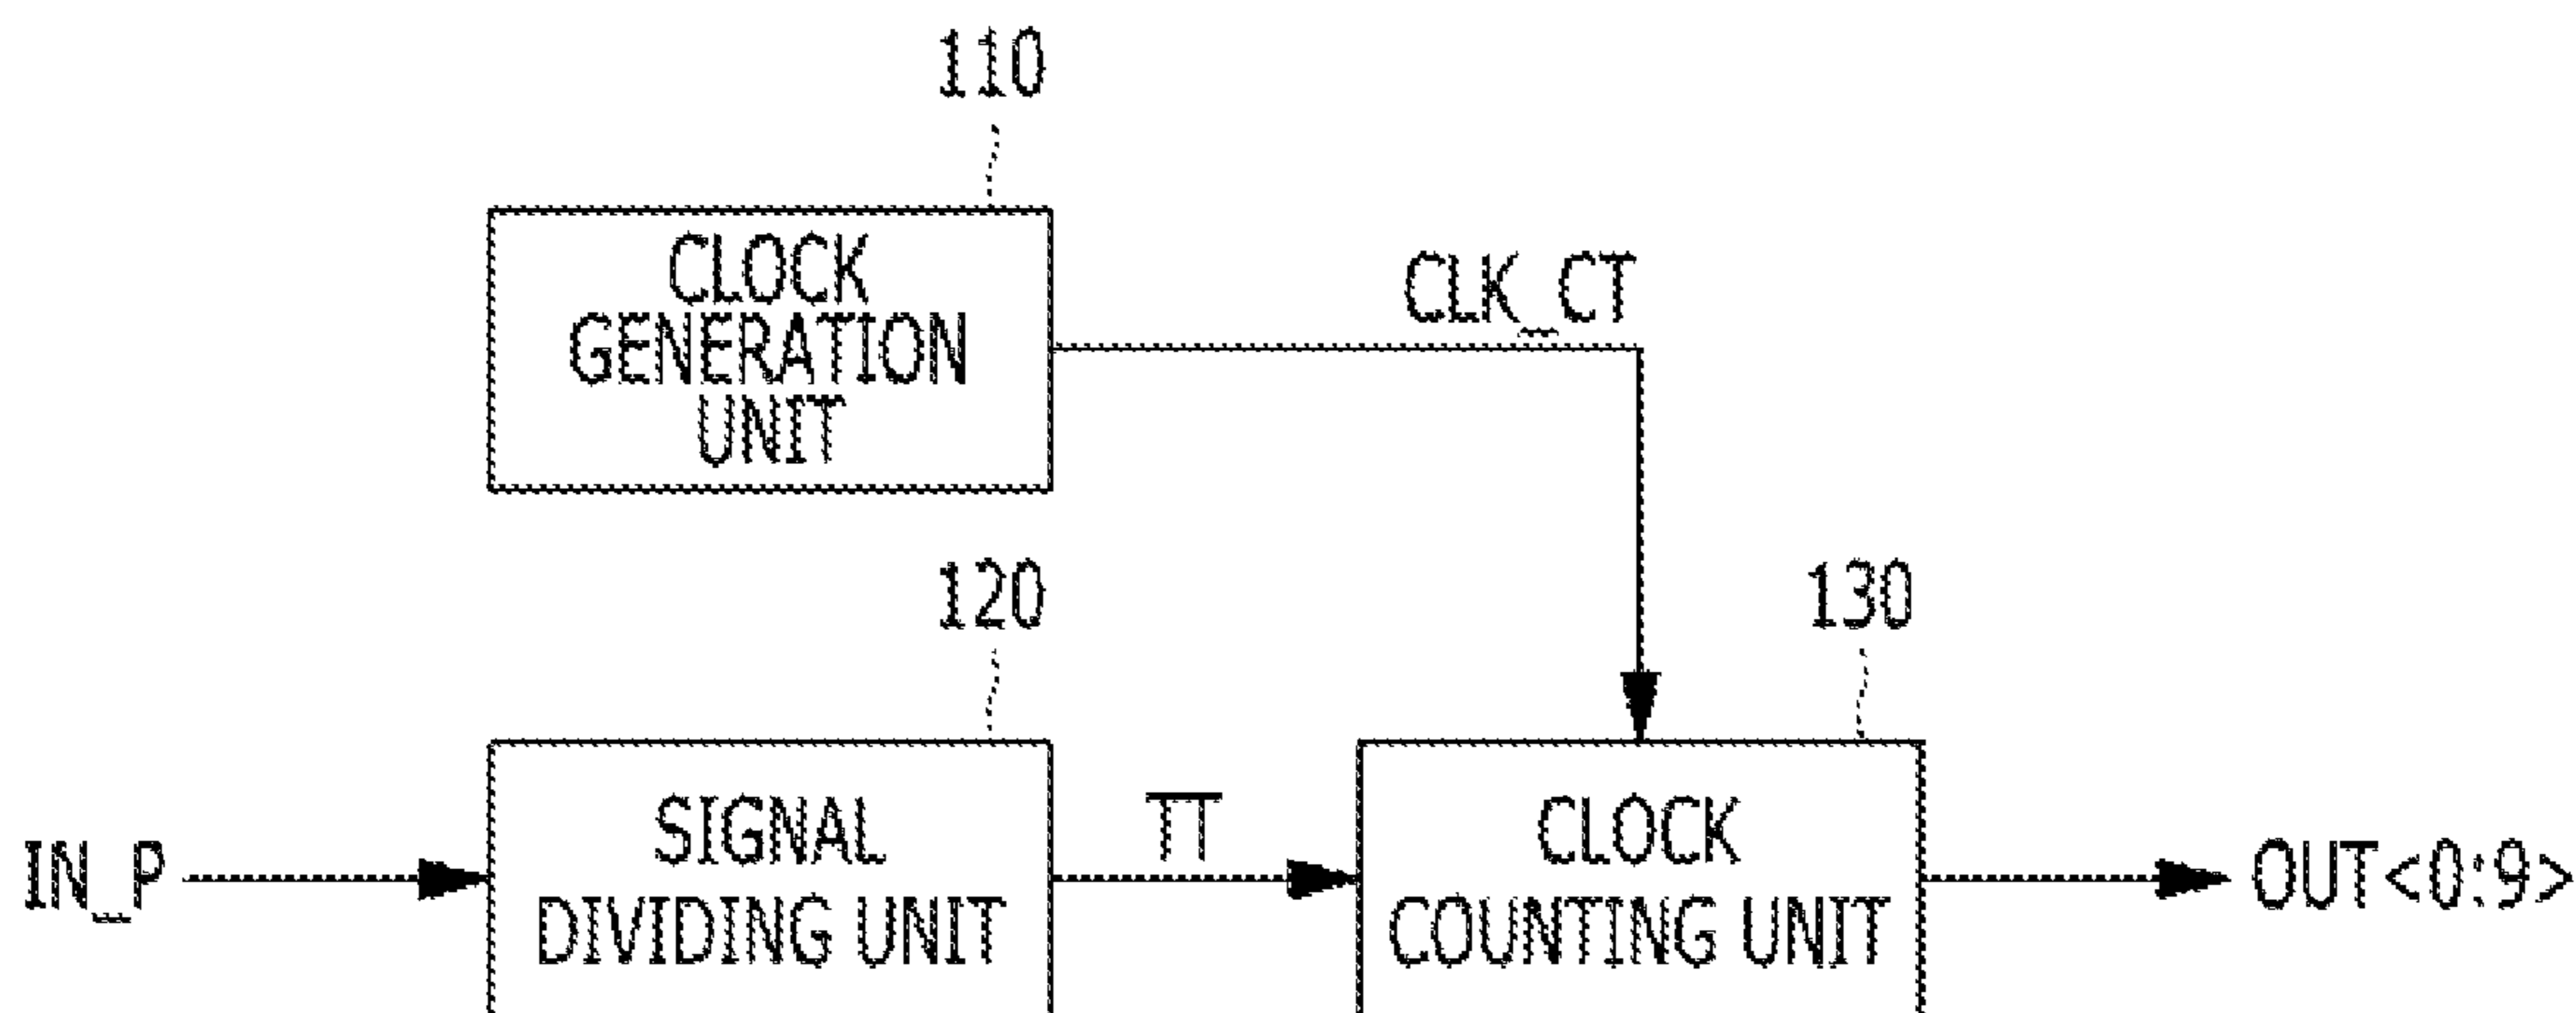 110
CLOCK
GENERATION
UNIT
CLK_CT
120
130
IN_P
SIGNAL
DIVIDING UNIT
TT
CLOCK
COUNTING UNIT
OUT<0:9>